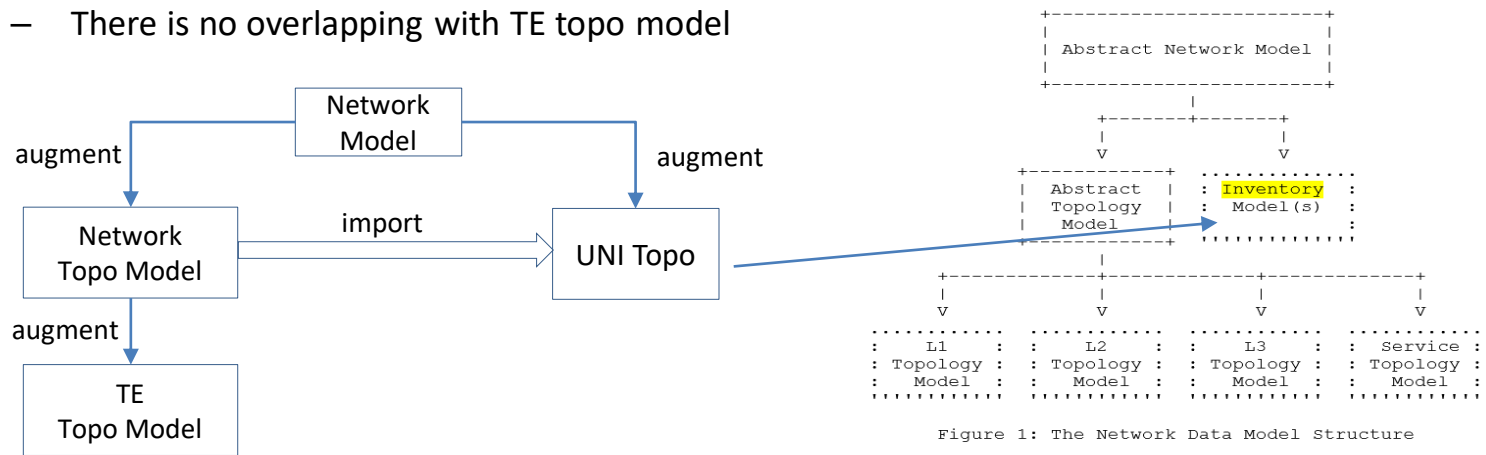 – There is no overlapping with TE topo model
Network
Model
augment
augment
Network
Topo Model
import
UNI Topo
augment
TE
Topo Model
Abstract Network Model
Abstract
Topology
Model
Inventory
Model(s)
L1
Topology
Model
L2
Topology
Model
L3
Topology
Model
Service
Topology
Model
Figure 1: The Network Data Model Structure